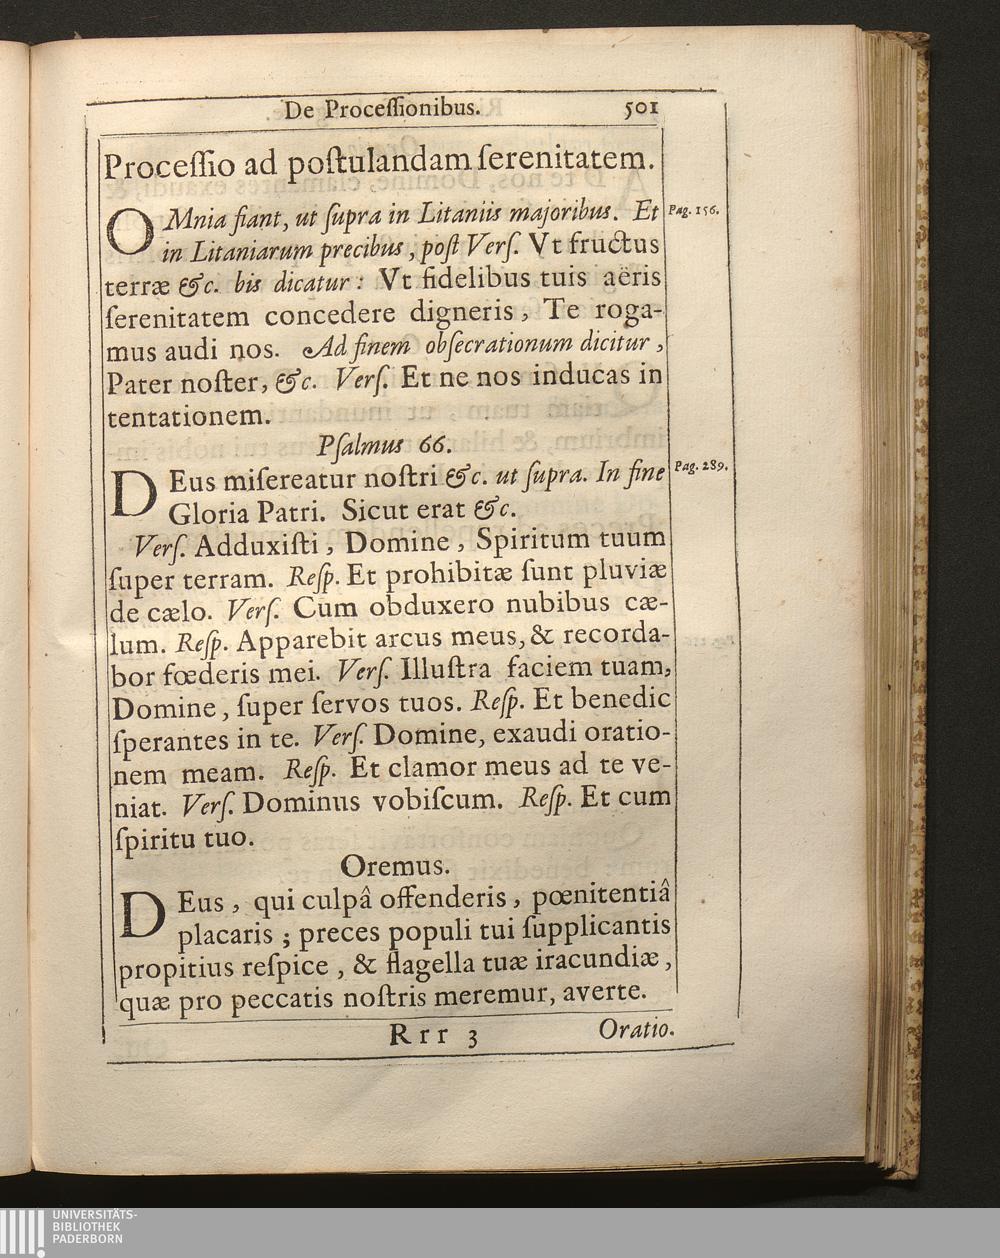 De Proceſſionibus. 501
Proceſſio ad poſtulandam ſerenitatem.
OMnia fiant, ut ſupra in Litaniis majoribus. Et Pag. 156.
in Litaniarum precibus, poſt Verſ. Vt fructus
terræ &c. bis dicatur: Vt fidelibus tuis aëris
ſerenitatem concedere digneris, Te roga-
mus audi nos. Ad finem obſecrationum dicitur,
Pater noſter, &c. Verſ. Et ne nos inducas in
tentationem.
Pſalmus 66.
DEus miſereatur noſtri &c. ut ſupra. In fine Pag. 289.
Gloria Patri. Sicut erat &c.
Verſ. Adduxiſti, Domine, Spiritum tuum
ſuper terram. Reſp. Et prohibitæ ſunt pluviæ
de cælo. Verſ. Cùm obduxero nubibus cæ-
lum. Reſp. Apparebit arcus meus, & recorda-
bor fœderis mei. Verſ. Illuſtra faciem tuam,
Domine, ſuper ſervos tuos. Reſp. Et benedic
ſperantes in te. Verſ. Domine, exaudi oratio-
nem meam. Reſp. Et clamor meus ad te ve-
niat. Verſ. Dominus vobiſcum. Reſp. Et cum
ſpiritu tuo.
Oremus.
DEus, qui culpâ offenderis, pœnitentiâ
placaris; preces populi tui ſupplicantis
propitius reſpice, & flagella tuæ iracundiæ,
quæ pro peccatis noſtris meremur, averte.
Rrr 3 Oratio.
UNIVERSITÄTS-
BIBLIOTHEK
PADERBORN